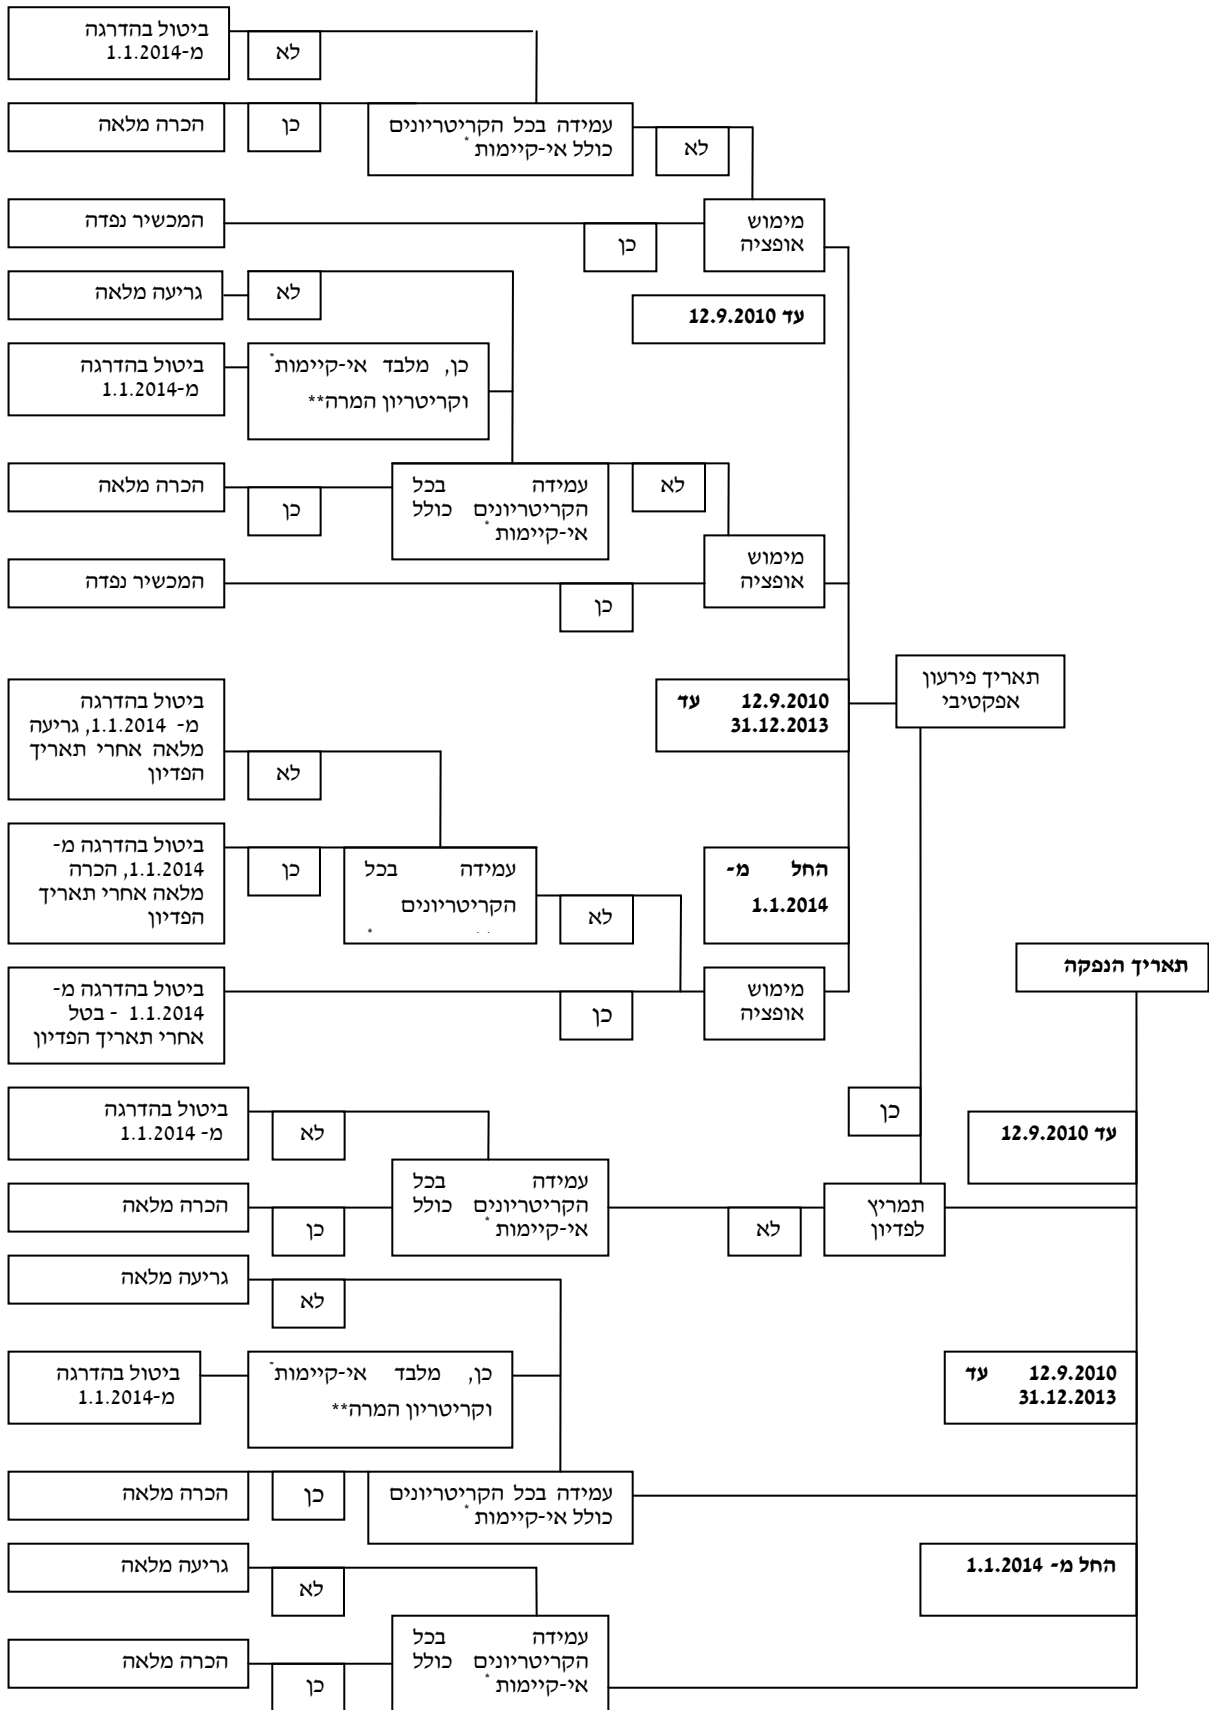 ביטול בהדרגה
מ-1.1.2014
לא
הכרה מלאה
כן
עמידה בכל הקריטריונים
כולל אי-קיימות*
לא
המכשיר נפדה
כן
מימוש
אופציה
גריעה מלאה
לא
עד 12.9.2010
ביטול בהדרגה
מ-1.1.2014
כן, מלבד אי-קיימות*
וקריטריון המרה**
הכרה מלאה
כן
עמידה בכל
הקריטריונים כולל
אי-קיימות*
לא
המכשיר נפדה
כן
מימוש
אופציה
תאריך פירעון
אפקטיבי
12.9.2010 עד
31.12.2013
ביטול בהדרגה
מ- 1.1.2014, גריעה
מלאה אחרי תאריך
הפדיון
לא
ביטול בהדרגה מ-
1.1.2014, הכרה
מלאה אחרי תאריך
הפדיון
כן
עמידה בכל
הקריטריונים
*
לא
החל מ-
1.1.2014
תאריך הנפקה
ביטול בהדרגה מ-
1.1.2014 - בטל
אחרי תאריך הפדיון
כן
מימוש
אופציה
ביטול בהדרגה
מ- 1.1.2014
לא
כן
עד 12.9.2010
הכרה מלאה
כן
עמידה בכל
הקריטריונים כולל
אי-קיימות*
לא
תמריץ
לפדיון
גריעה מלאה
לא
ביטול בהדרגה
מ-1.1.2014
כן, מלבד אי-קיימות*
וקריטריון המרה**
12.9.2010 עד
31.12.2013
הכרה מלאה
כן
עמידה בכל הקריטריונים
כולל אי-קיימות*
גריעה מלאה
לא
החל מ- 1.1.2014
הכרה מלאה
כן
עמידה בכל
הקריטריונים כולל
אי-קיימות*